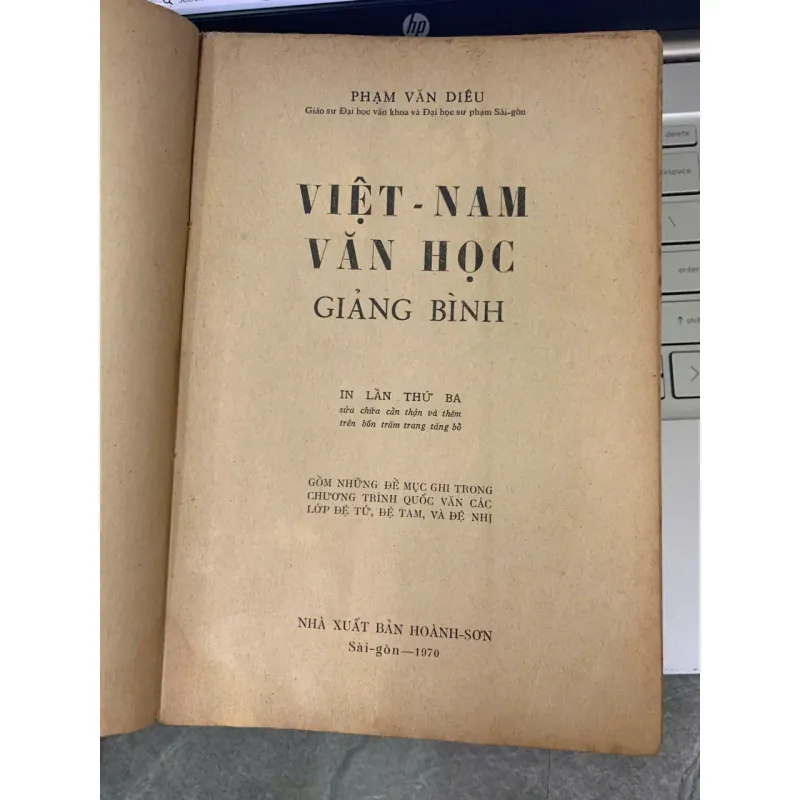 hp
PHẠM VĂN DIÊU
Giáo sư Đại học văn khoa và Đại học sư phạm Sài-gòn
VIỆT - NAM
VĂN HỌC
GIẢNG BÌNH
IN LẦN THỨ BA
sửa chữa cẩn thận và thêm
trên bốn trăm trang tăng bổ
GỒM NHỮNG ĐỀ MỤC GHI TRONG
CHƯƠNG TRÌNH QUỐC VĂN CÁC
LỚP ĐỆ TỨ, ĐỆ TAM, VÀ ĐỆ NHỊ
NHÀ XUẤT BẢN HOÀNH-SƠN
Sài-gòn—1970
delete
\
enter